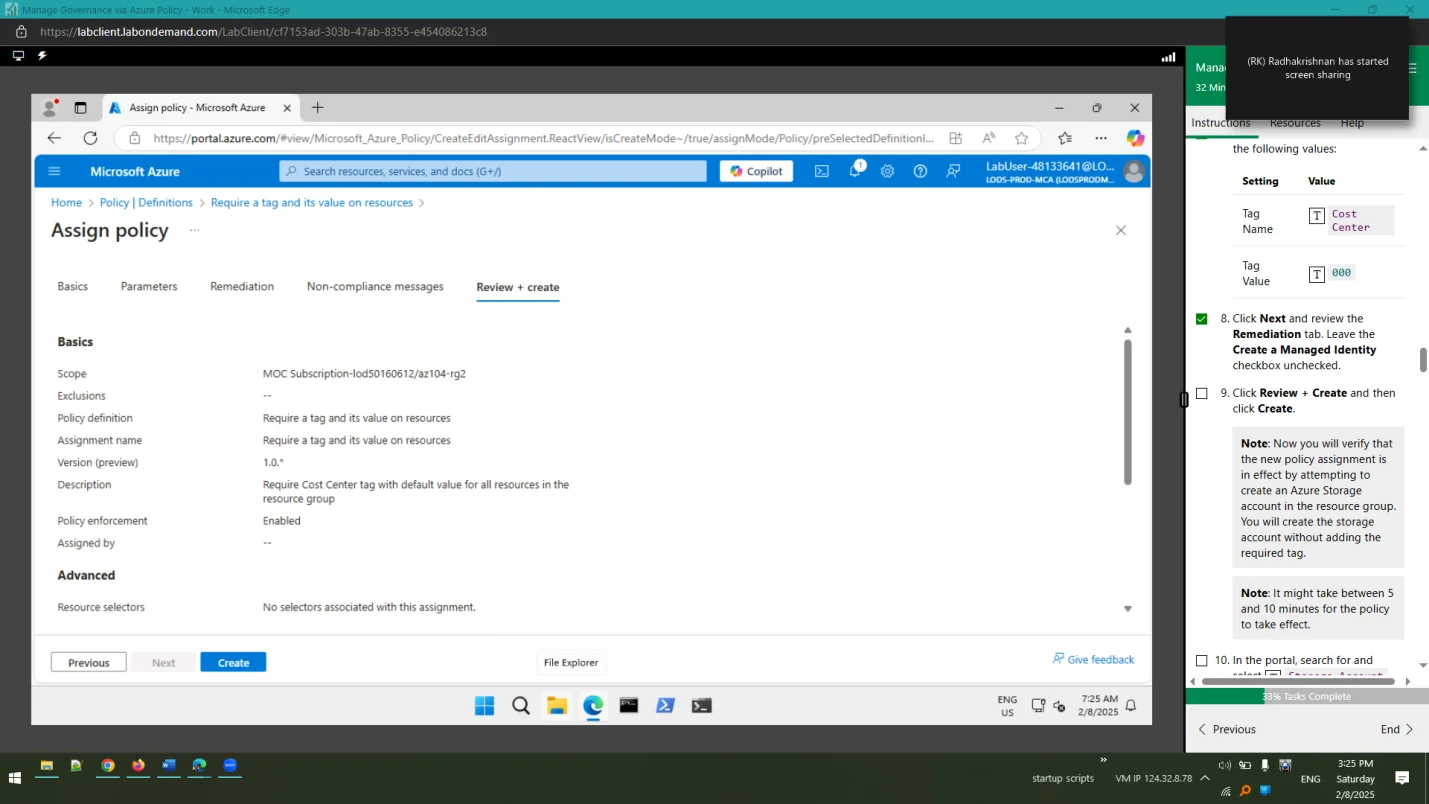 Manage Governance via Azure Policy - Work - Microsoft Edge
https://labclient.labondemand.com/LabClient/cf7153ad-303b-47ab-8355-e454086213c8
Assign policy - Microsoft Azure
https://portal.azure.com/#view/Microsoft_Azure_Policy/CreateEditAssignment.ReactView/isCreateMode~/true/assignMode/Policy/preSelectedDefinitionI...
Microsoft Azure
Search resources, services, and docs (G+/)
Copilot
1
LabUser-48133641@LO...
LODS-PROD-MCA (LODSPRODM...
Home > Policy | Definitions > Require a tag and its value on resources >
Assign policy ...
Basics Parameters Remediation Non-compliance messages Review + create
Basics
Scope MOC Subscription-lod50160612/az104-rg2
Exclusions --
Policy definition Require a tag and its value on resources
Assignment name Require a tag and its value on resources
Version (preview) 1.0.*
Description Require Cost Center tag with default value for all resources in the
resource group
Policy enforcement Enabled
Assigned by --
Advanced
Resource selectors No selectors associated with this assignment.
Previous Next Create
File Explorer
Give feedback
ENG
US
7:25 AM
2/8/2025
Mana
32 Min
(RK) Radhakrishnan has started
screen sharing
Instructions Resources Help
the following values:
Setting Value
Tag
Name
T Cost
Center
Tag
Value
T 000
8. Click Next and review the
Remediation tab. Leave the
Create a Managed Identity
checkbox unchecked.
9. Click Review + Create and then
click Create.
Note: Now you will verify that
the new policy assignment is
in effect by attempting to
create an Azure Storage
account in the resource group.
You will create the storage
account without adding the
required tag.
Note: It might take between 5
and 10 minutes for the policy
to take effect.
10. In the portal, search for and
select T Storage Account
33% Tasks Complete
Previous End
startup scripts
VM IP 124.32.8.78
ENG
3:25 PM
Saturday
2/8/2025